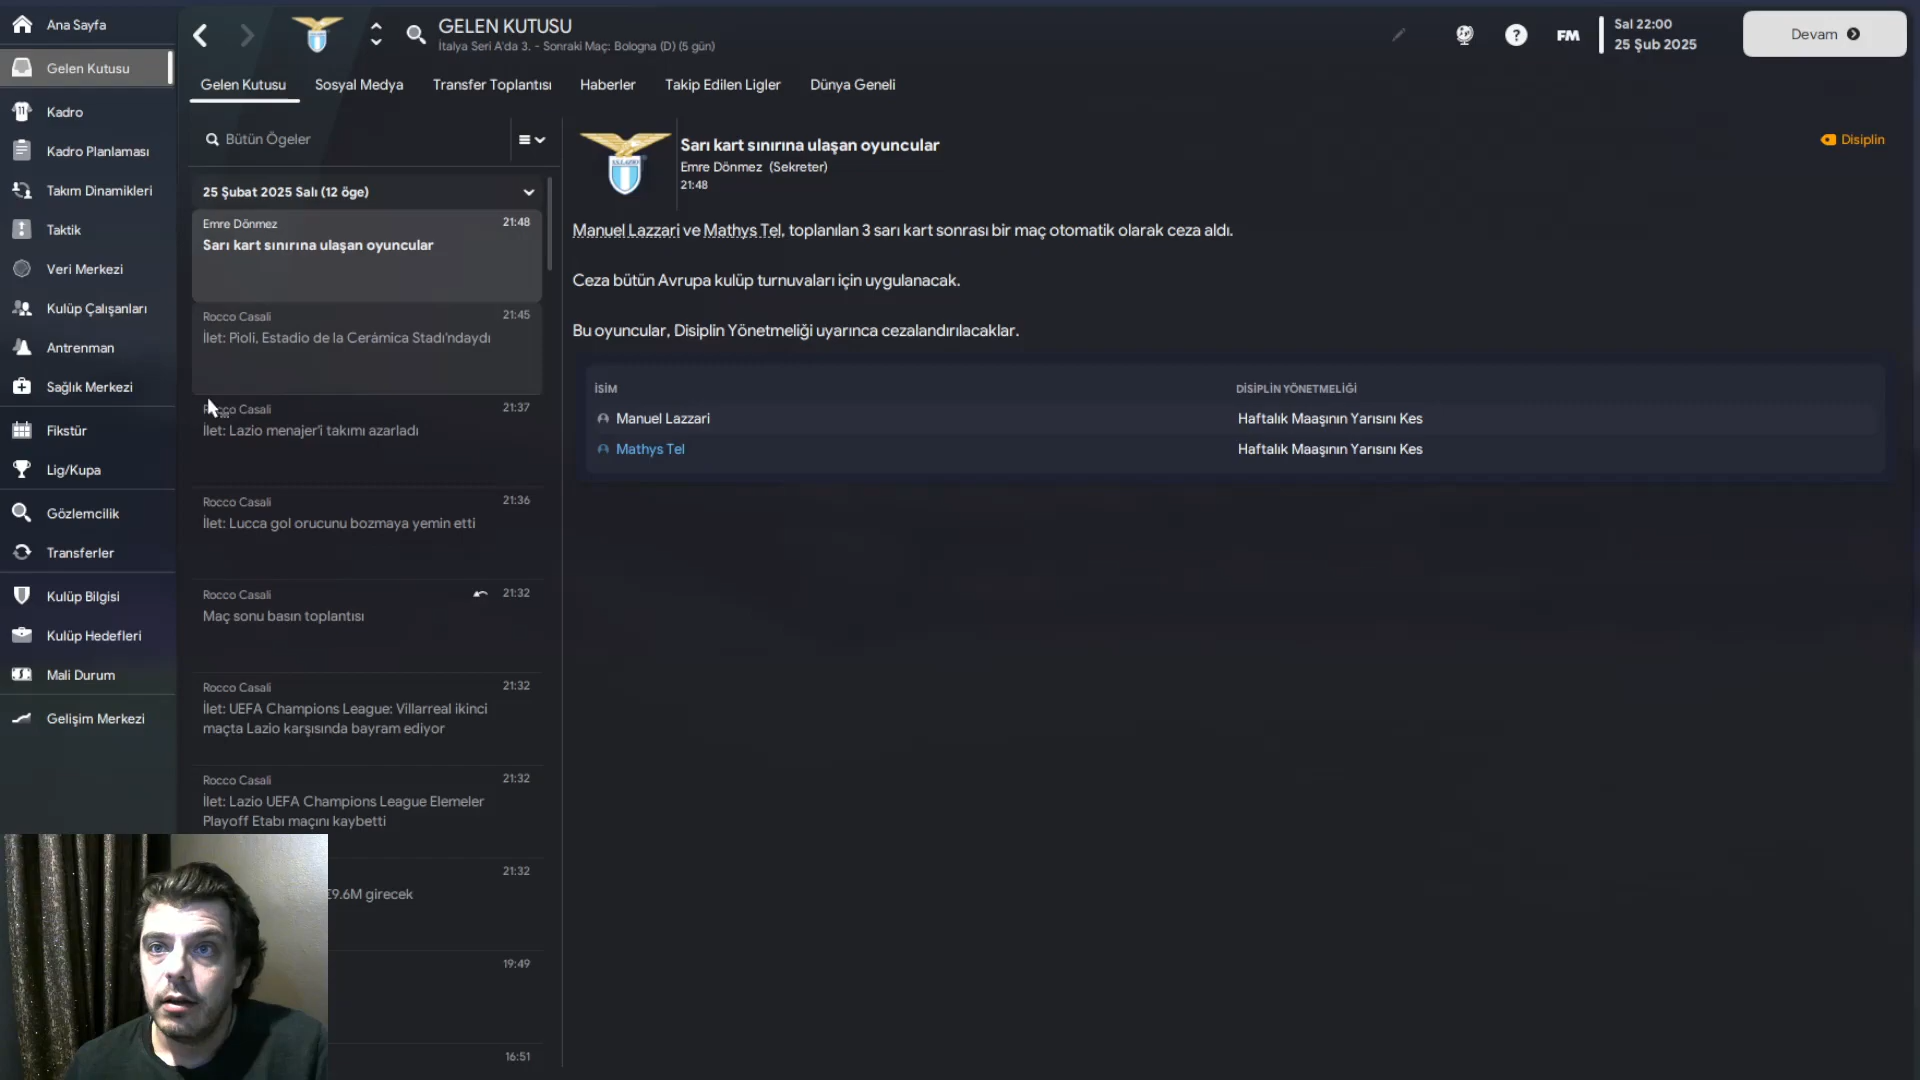 Ana Sayfa
Gelen Kutusu
Kadro
Kadro Planlaması
Takım Dinamikleri
Taktik
Veri Merkezi
Kulüp Çalışanları
Antrenman
Sağlık Merkezi
Fikstür
Lig/Kupa
Gözlemcilik
Transferler
Kulüp Bilgisi
Kulüp Hedefleri
Mali Durum
Gelişim Merkezi
GELEN KUTUSU
İtalya Seri A'da 3. - Sonraki Maç: Bologna (D) (5 gün)
FM
Sal 22:00
25 Şub 2025
Devam
Gelen Kutusu
Sosyal Medya
Transfer Toplantısı
Haberler
Takip Edilen Ligler
Dünya Geneli
Bütün Ögeler
25 Şubat 2025 Salı (12 öge)
Emre Dönmez 21:48
Sarı kart sınırına ulaşan oyuncular
Rocco Casali 21:45
İlet: Pioli, Estadio de la Cerámica Stadı'ndaydı
Rocco Casali 21:37
İlet: Lazio menajer'i takımı azarladı
Rocco Casali 21:36
İlet: Lucca gol orucunu bozmaya yemin etti
Rocco Casali 21:32
Maç sonu basın toplantısı
Rocco Casali 21:32
İlet: UEFA Champions League: Villarreal ikinci
maçta Lazio karşısında bayram ediyor
Rocco Casali 21:32
İlet: Lazio UEFA Champions League Elemeler
Playoff Etabı maçını kaybetti
21:32
£9.6M girecek
19:49
16:51
S.S.LAZIO
Sarı kart sınırına ulaşan oyuncular
Emre Dönmez (Sekreter)
21:48
Disiplin
Manuel Lazzari ve Mathys Tel, toplanılan 3 sarı kart sonrası bir maç otomatik olarak ceza aldı.
Ceza bütün Avrupa kulüp turnuvaları için uygulanacak.
Bu oyuncular, Disiplin Yönetmeliği uyarınca cezalandırılacaklar.
İSİM DİSİPLİN YÖNETMELİĞİ
Manuel Lazzari Haftalık Maaşının Yarısını Kes
Mathys Tel Haftalık Maaşının Yarısını Kes